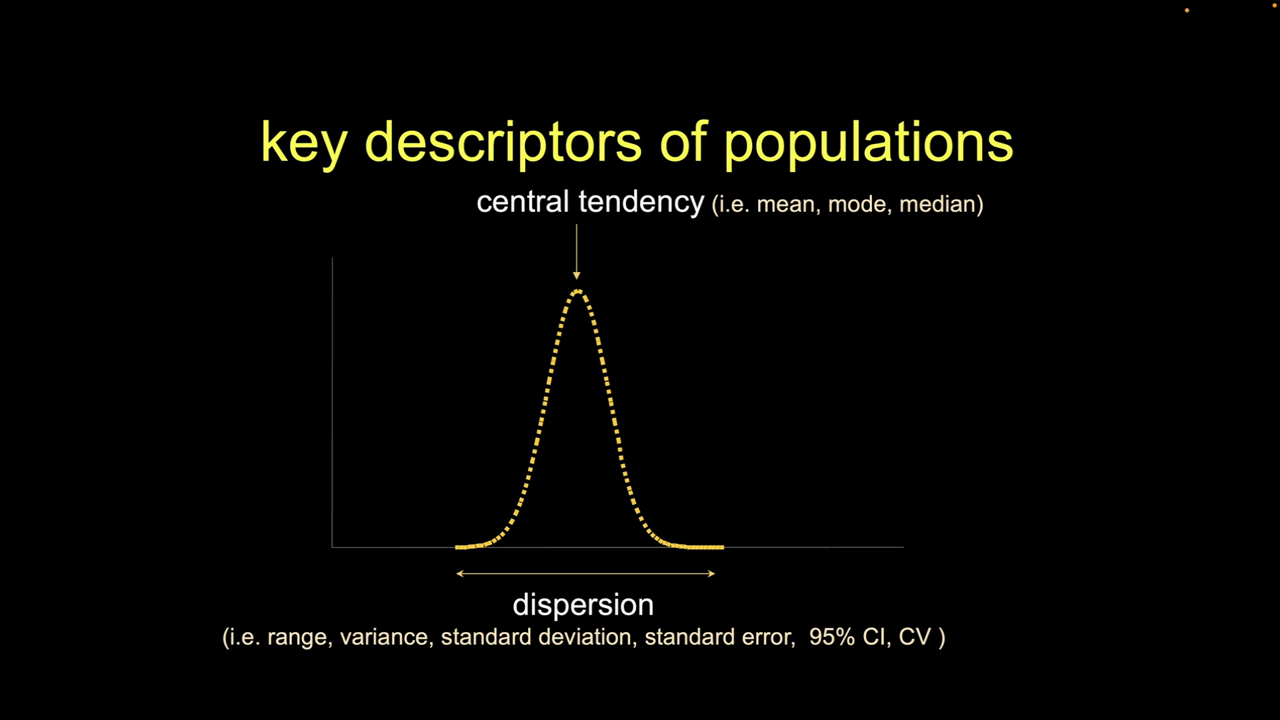 key descriptors of populations
central tendency (i.e. mean, mode, median)
dispersion
(i.e. range, variance, standard deviation, standard error,  95% CI, CV )